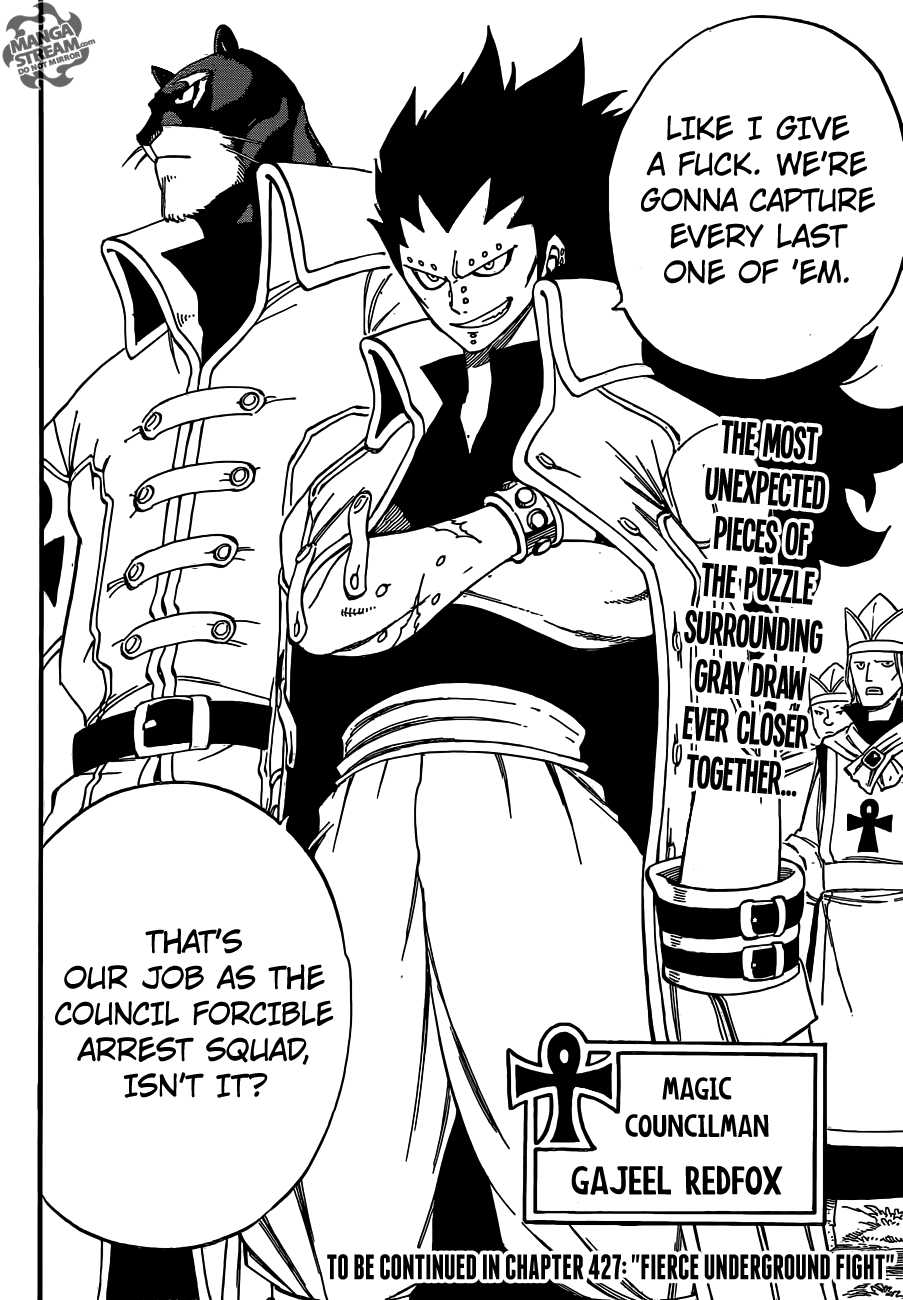 MANGA
STREAM.com
DO NOT MIRROR
LIKE I GIVE
A FUCK. WE'RE
GONNA CAPTURE
EVERY LAST
ONE OF 'EM.
THE MOST
UNEXPECTED
PIECES OF
THE PUZZLE
SURROUNDING
GRAY DRAW
EVER CLOSER
TOGETHER...
THAT'S
OUR JOB AS THE
COUNCIL FORCIBLE
ARREST SQUAD,
ISN'T IT?
MAGIC
COUNCILMAN
GAJEEL REDFOX
TO BE CONTINUED IN CHAPTER 427: "FIERCE UNDERGROUND FIGHT"